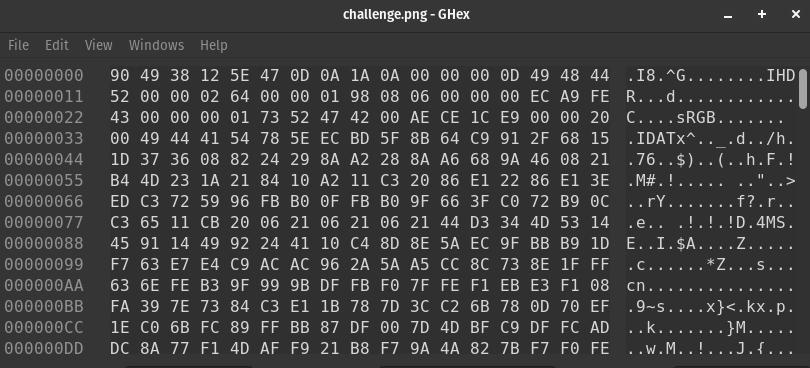 challenge.png - GHex
File Edit View Windows Help
00000000 90 49 38 12 5E 47 0D 0A 1A 0A 00 00 00 0D 49 48 44 .I8.^G........IHD
00000011 52 00 00 02 64 00 00 01 98 08 06 00 00 00 EC A9 FE R...d............
00000022 43 00 00 00 01 73 52 47 42 00 AE CE 1C E9 00 00 20 C....sRGB....... 
00000033 00 49 44 41 54 78 5E EC BD 5F 8B 64 C9 91 2F 68 15 .IDATx^.._.d../h.
00000044 1D 37 36 08 82 24 29 8A A2 28 8A A6 68 9A 46 08 21 .76..$)..(..h.F.!
00000055 B4 4D 23 1A 21 84 10 A2 11 C3 20 86 E1 22 86 E1 3E .M#.!..... .."..>
00000066 ED C3 72 59 96 FB B0 0F FB B0 9F 66 3F C0 72 B9 0C ..rY.......f?.r..
00000077 C3 65 11 CB 20 06 21 06 21 06 21 44 D3 34 4D 53 14 .e.. .!.!.!D.4MS.
00000088 45 91 14 49 92 24 41 10 C4 8D 8E 5A EC 9F BB B9 1D E..I.$A....Z.....
00000099 F7 63 E7 E4 C9 AC AC 96 2A 5A A5 CC 8C 73 8E 1F FF .c......*Z...s...
000000AA 63 6E FE B3 9F 99 9B DF FB F0 7F FE F1 EB E3 F1 08 cn...............
000000BB FA 39 7E 73 84 C3 E1 1B 78 7D 3C C2 6B 78 0D 70 EF .9~s....x}<.kx.p.
000000CC 1E C0 6B FC 89 FF BB 87 DF 00 7D 4D BF C9 DF FC AD ..k.......}M.....
000000DD DC 8A 77 F1 4D AF F9 21 B8 F7 9A 4A 82 7B F7 F0 FE ..w.M..!...J.{...